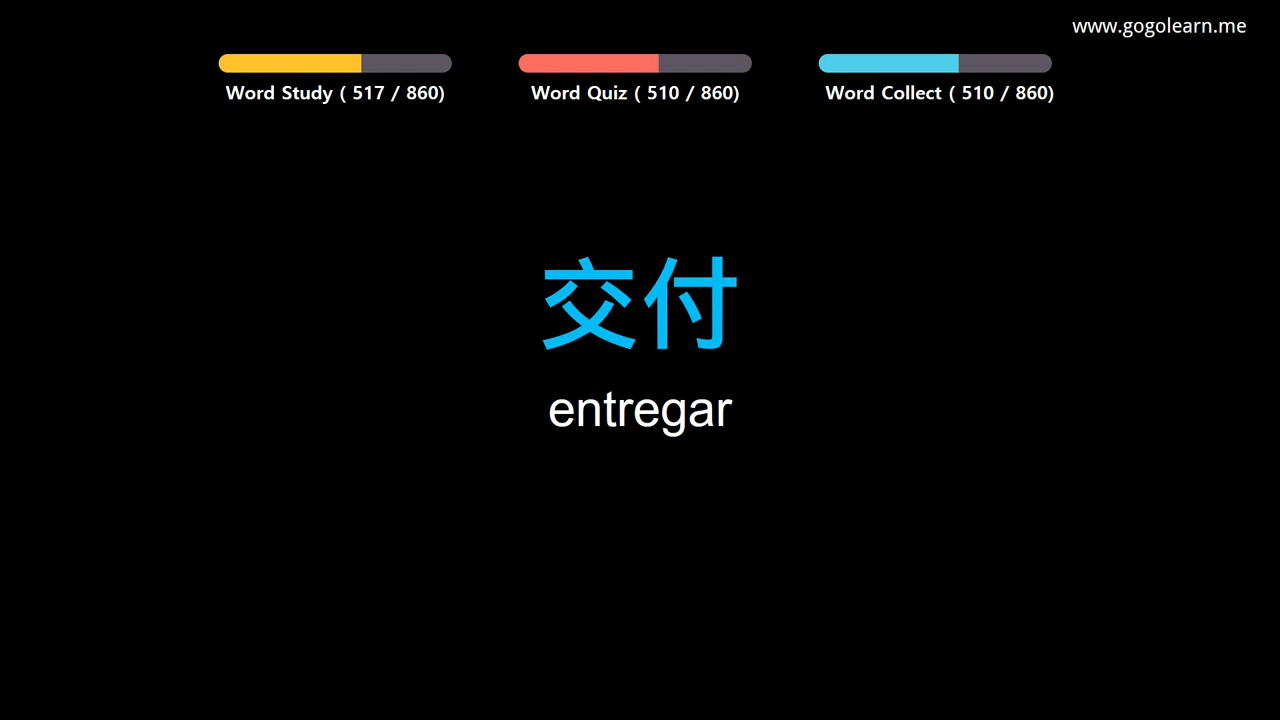 www.gogolearn.me
Word Study ( 517 / 860)
Word Quiz ( 510 / 860)
Word Collect ( 510 / 860)
交付
entregar